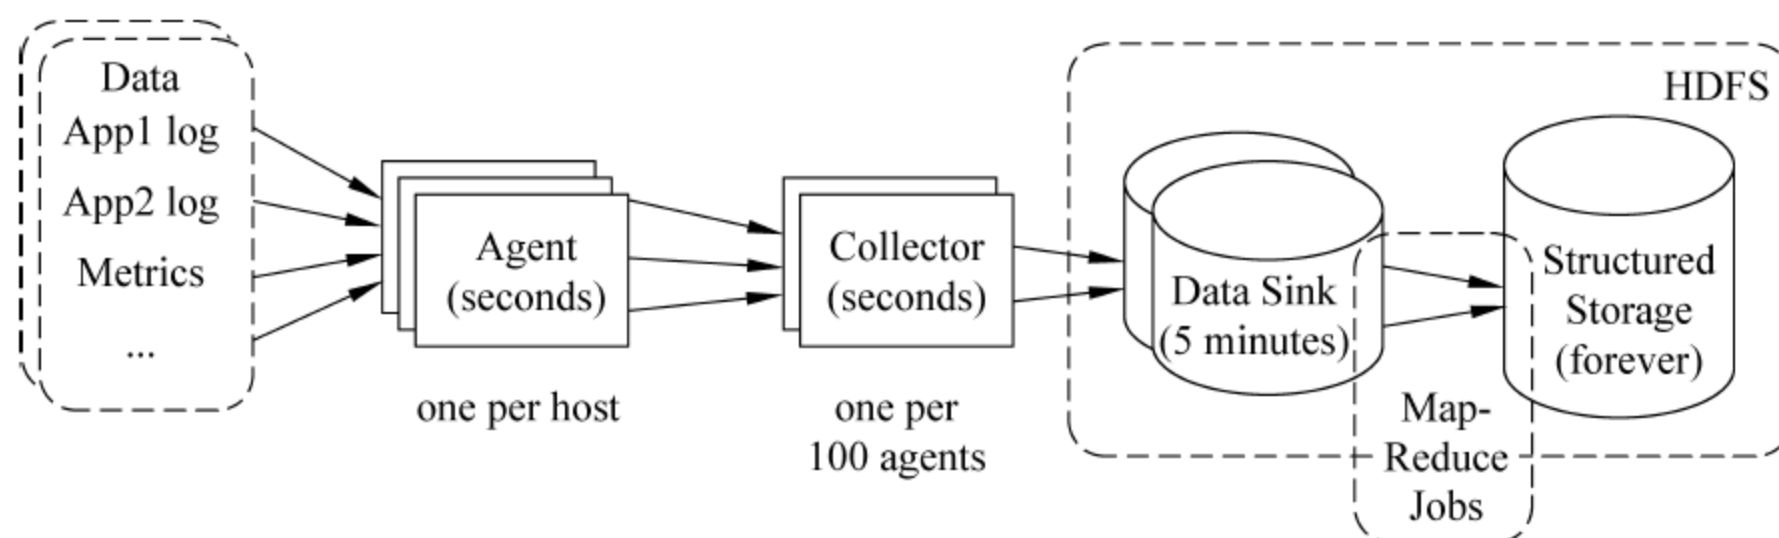 Data
App1 log
App2 log
Metrics
...
Agent
(seconds)
one per host
Collector
(seconds)
one per
100 agents
HDFS
Data Sink
(5 minutes)
Map-
Reduce
Jobs
Structured
Storage
(forever)